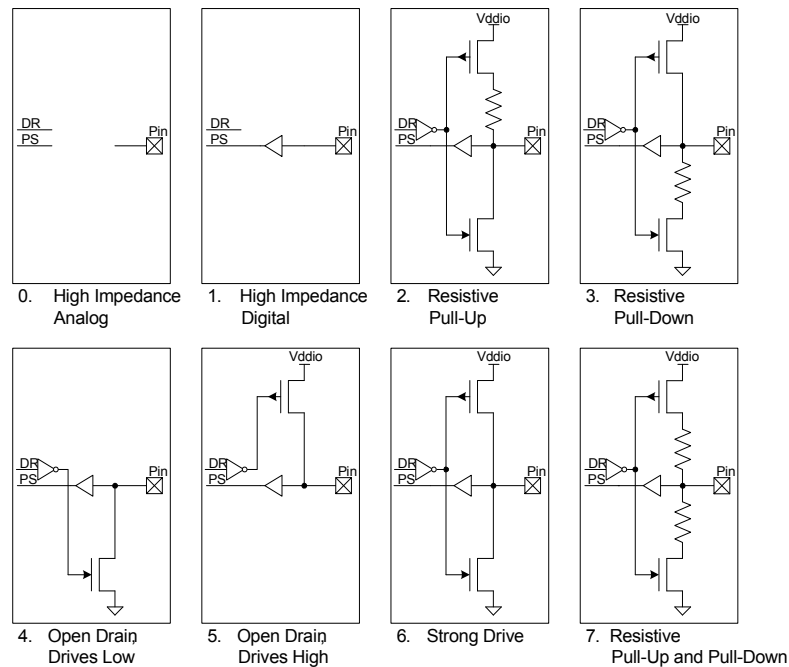 Vddio
Vddio
DR
PS
Pin
DR
PS
Pin
DR
PS
Pin
DR
PS
Pin
0. High Impedance
Analog
1. High Impedance
Digital
2. Resistive
Pull-Up
3. Resistive
Pull-Down
Vddio
Vddio
Vddio
DR
PS
Pin
DR
PS
Pin
DR
PS
Pin
DR
PS
Pin
4. Open Drain,
Drives Low
5. Open Drain,
Drives High
6. Strong Drive
7. Resistive
Pull-Up and Pull-Down